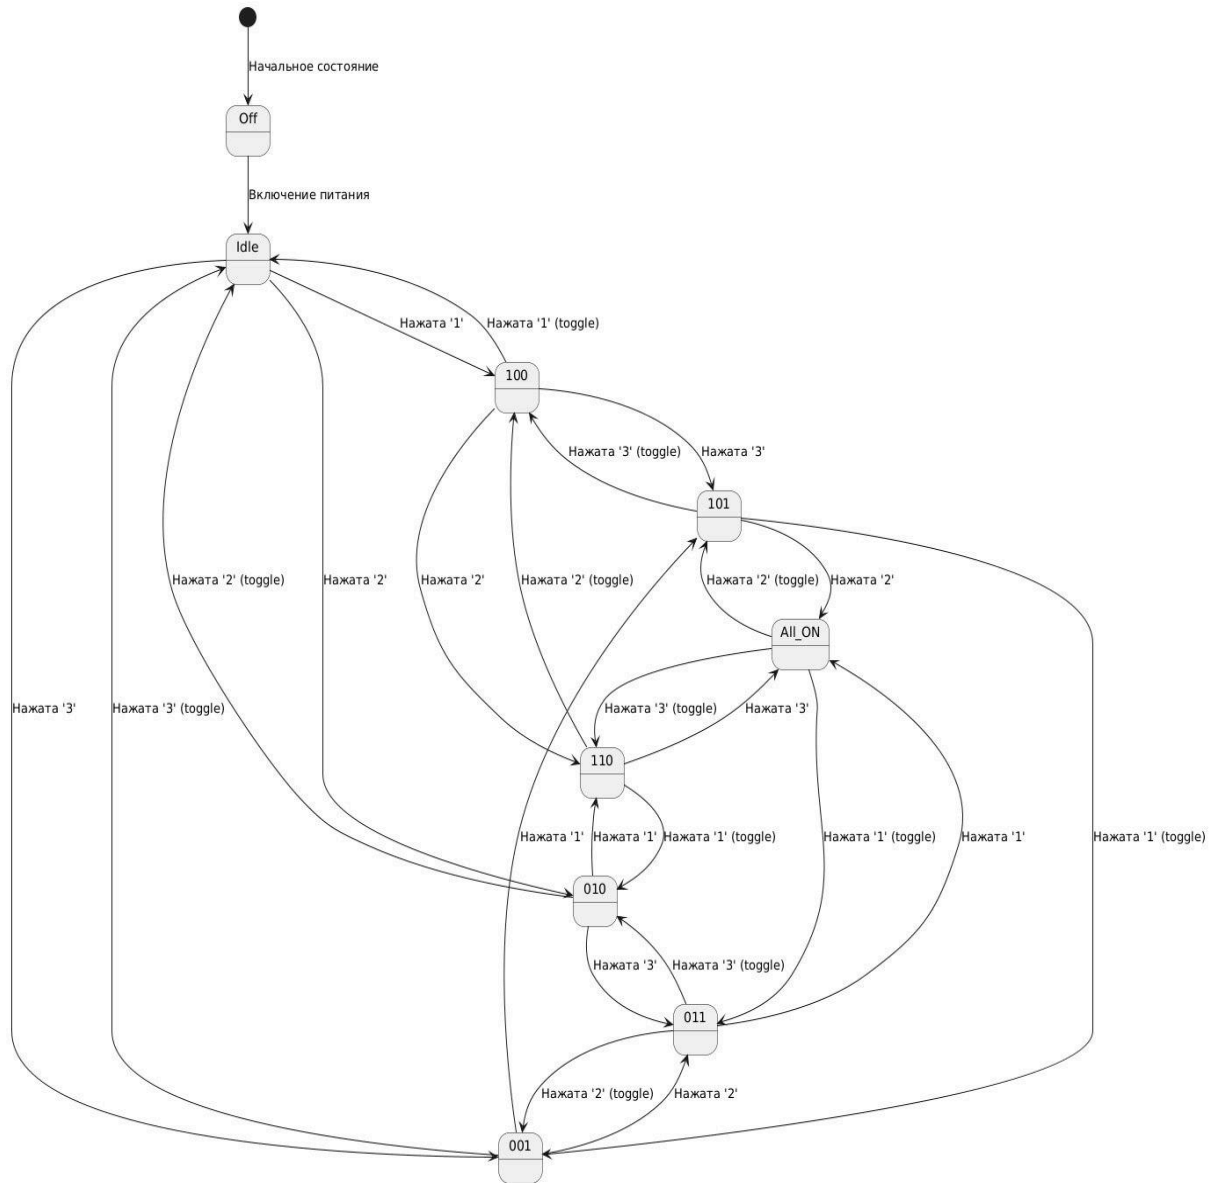 Начальное состояние
Off
Включение питания
Idle
Нажата '1'
Нажата '1' (toggle)
100
Нажата '3' (toggle)
Нажата '3'
101
Нажата '2' (toggle)
Нажата '2'
Нажата '2'
Нажата '2' (toggle)
Нажата '2' (toggle)
Нажата '2'
All_ON
Нажата '3'
Нажата '3' (toggle)
Нажата '3' (toggle)
Нажата '3'
110
Нажата '1'
Нажата '1'
Нажата '1' (toggle)
Нажата '1' (toggle)
Нажата '1'
Нажата '1' (toggle)
010
Нажата '3'
Нажата '3' (toggle)
011
Нажата '2' (toggle)
Нажата '2'
001